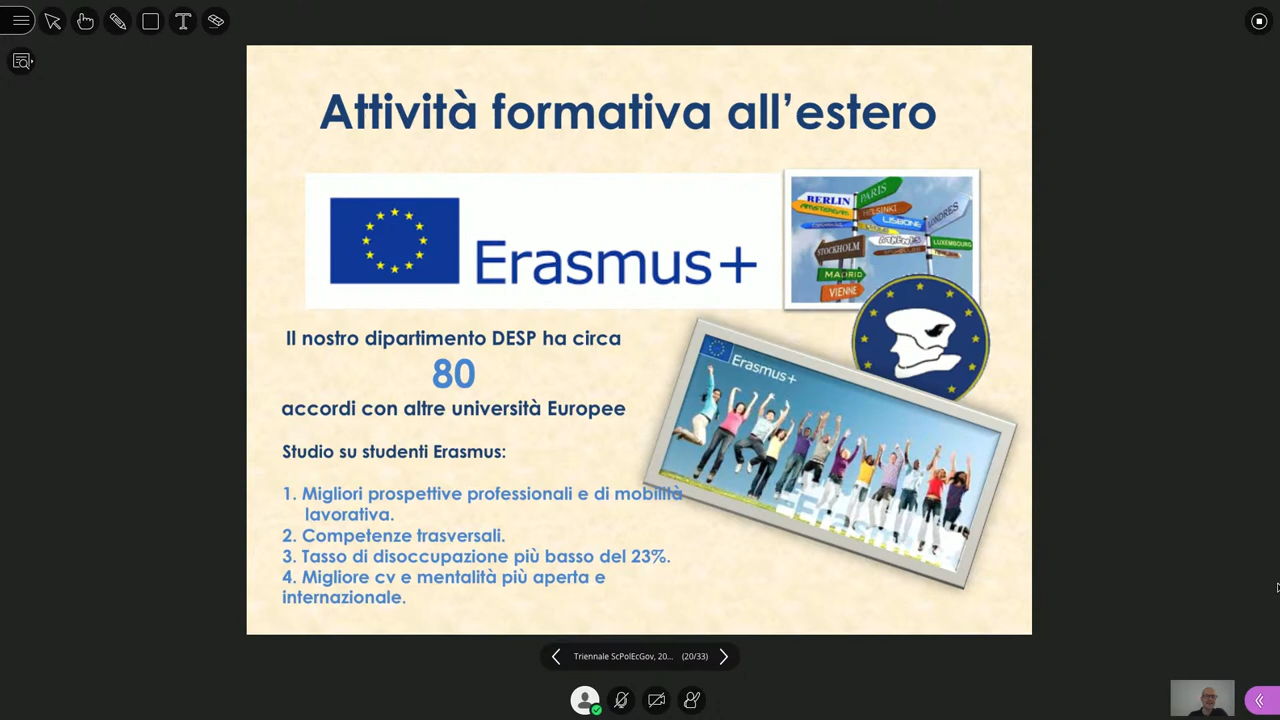 Attività formativa all’estero
Erasmus+
BERLIN
PARIS
AMSTERDAM
HELSINKI
LONDRES
LISBONE
STOCKHOLM
LUXEMBOURG
MADRID
VIENNE
Il nostro dipartimento DESP ha circa
80
accordi con altre università Europee
Erasmus+
Studio su studenti Erasmus:
1. Migliori prospettive professionali e di mobilità
lavorativa.
2. Competenze trasversali.
3. Tasso di disoccupazione più basso del 23%.
4. Migliore cv e mentalità più aperta e
internazionale.
Triennale ScPolEcGov, 20... (20/33)